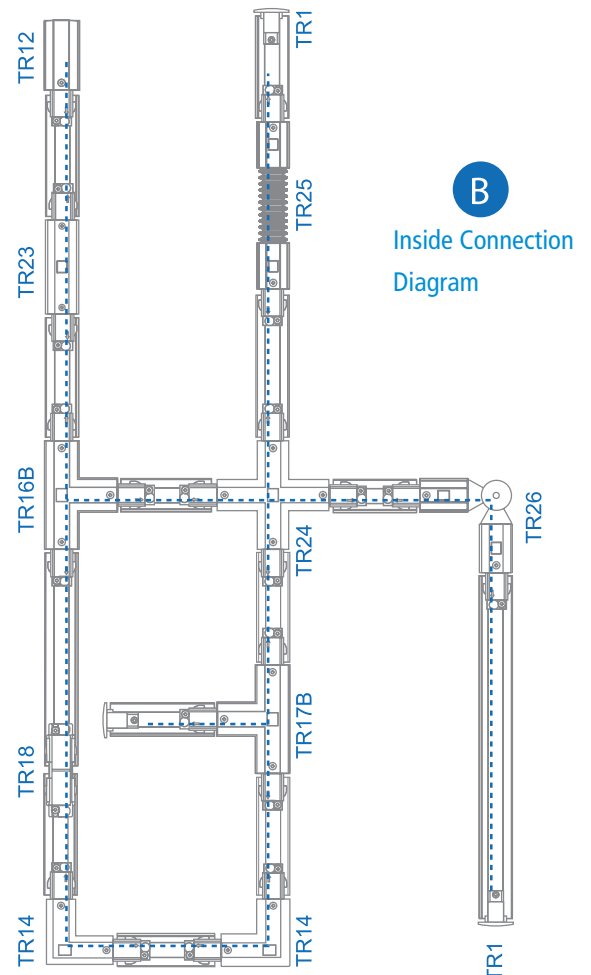 TR12
TR1
B
Inside Connection
Diagram
TR25
TR23
TR16B
TR26
TR24
TR17B
TR18
TR14
TR14
TR1